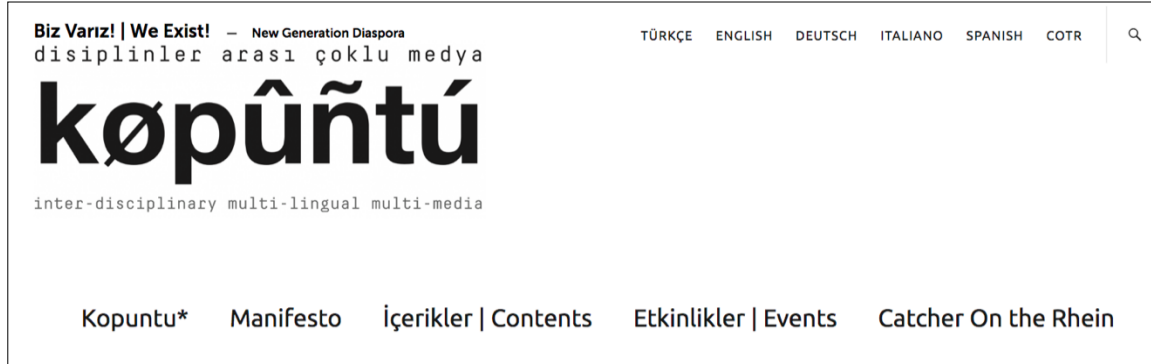 Biz Varız! | We Exist! — New Generation Diaspora
TÜRKÇE ENGLISH DEUTSCH ITALIANO SPANISH COTR
disiplinler arası çoklu medya
køpûñtú
inter-disciplinary multi-lingual multi-media
Kopuntu* Manifesto İçerikler | Contents Etkinlikler | Events Catcher On the Rhein